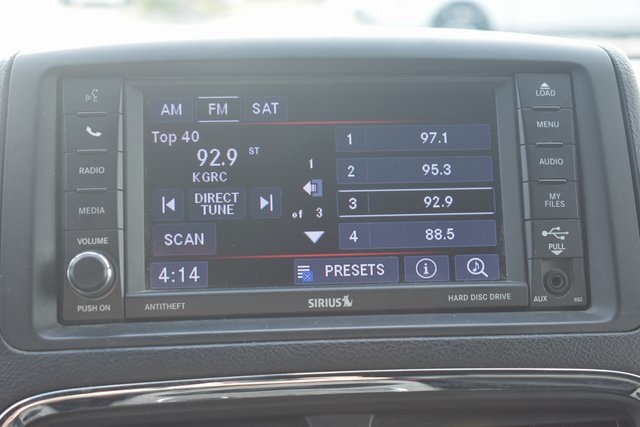 AM FM SAT
Top 40
92.9 ST
KGRC
DIRECT
TUNE
SCAN
4:14
1
of 3
1 97.1
2 95.3
3 92.9
4 88.5
PRESETS
RADIO
MEDIA
VOLUME
PUSH ON
LOAD
MENU
AUDIO
MY
FILES
PULL
AUX
ANTITHEFT
SIRIUS
HARD DISC DRIVE